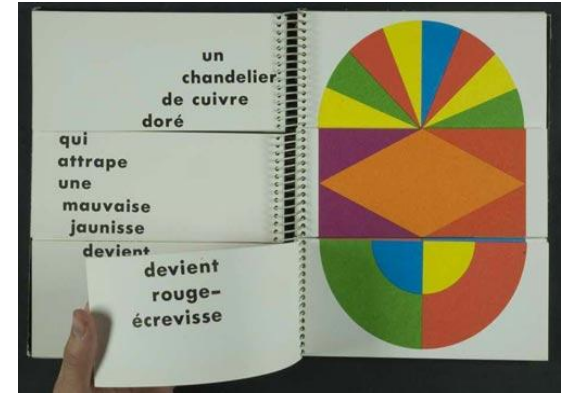 un
chandelier
de cuivre
doré
qui
attrape
une
mauvaise
jaunisse
devient
devient
rouge-
écrevisse